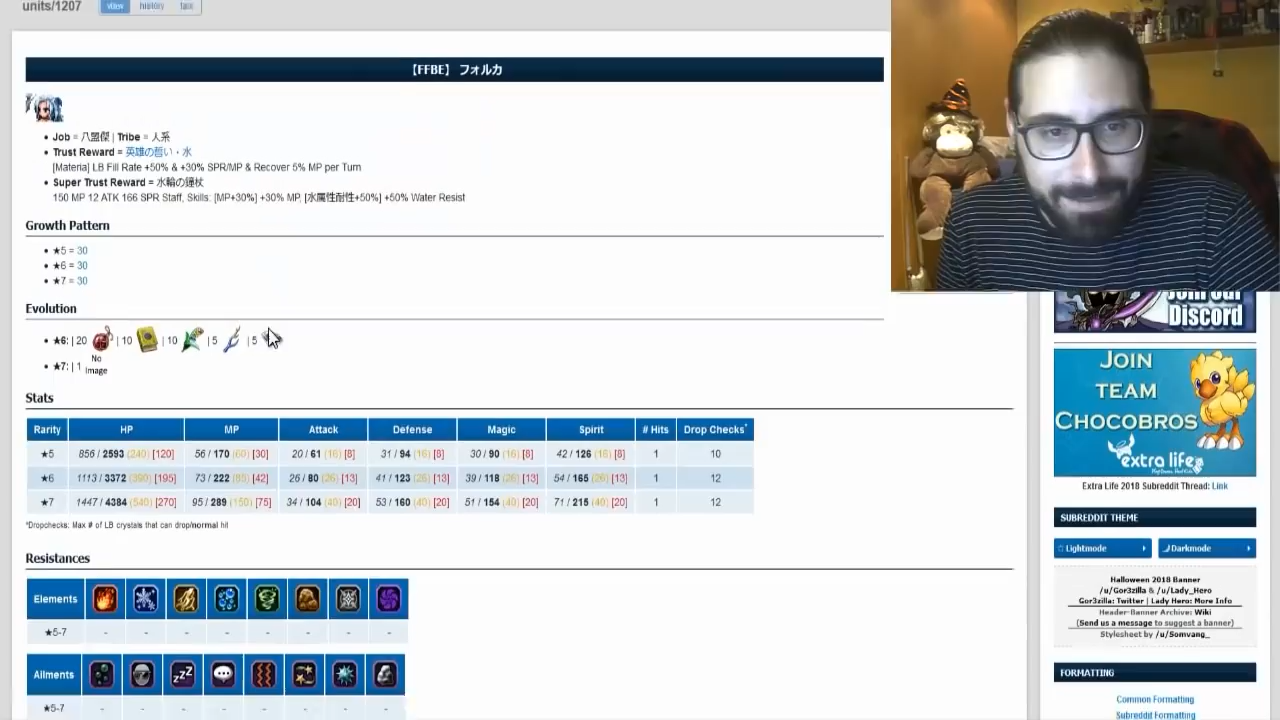 units/1207
view history talk
【FFBE】 フォルカ
Job = 八盟傑 | Tribe = 人系
Trust Reward = 英雄の誓い・水
[Materia] LB Fill Rate +50% & +30% SPR/MP & Recover 5% MP per Turn
Super Trust Reward = 水輪の鐘杖
150 MP 12 ATK 166 SPR Staff, Skills: [MP+30%] +30% MP, [水属性耐性+50%] +50% Water Resist
Growth Pattern
★5 = 30
★6 = 30
★7 = 30
Evolution
★6: | 20 | 10 | 10 | 5 | 5
★7: | 1 No Image
Stats
Rarity HP MP Attack Defense Magic Spirit # Hits Drop Checks*
★5 856 / 2593 (240) [120] 56 / 170 (60) [30] 20 / 61 (16) [8] 31 / 94 (16) [8] 30 / 90 (16) [8] 42 / 126 (16) [8] 1 10
★6 1113 / 3372 (390) [195] 73 / 222 (85) [42] 26 / 80 (26) [13] 41 / 123 (26) [13] 39 / 118 (26) [13] 54 / 165 (26) [13] 1 12
★7 1447 / 4384 (540) [270] 95 / 289 (150) [75] 34 / 104 (40) [20] 53 / 160 (40) [20] 51 / 154 (40) [20] 71 / 215 (40) [20] 1 12
*Dropchecks: Max # of LB crystals that can drop/normal hit
Resistances
Elements
★5-7 - - - - - - - -
Ailments
zzZ
★5-7 - - - - - - - -
Join our
Discord
JOIN
TEAM
CHOCOBROS
extra life
Extra Life 2018 Subreddit Thread: Link
SUBREDDIT THEME
Lightmode Darkmode
Halloween 2018 Banner
/u/Gor3zilla & /u/Lady_Hero
Gor3zilla: Twitter | Lady Hero: More Info
Header-Banner Archive: Wiki
(Send us a message to suggest a banner)
Stylesheet by /u/Somvang_
FORMATTING
Common Formatting
Subreddit Formatting